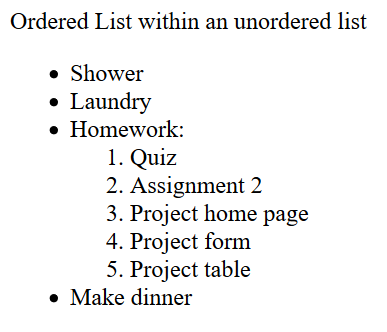 Ordered List within an unordered list
• Shower
• Laundry
• Homework:
1. Quiz
2. Assignment 2
3. Project home page
4. Project form
5. Project table
• Make dinner